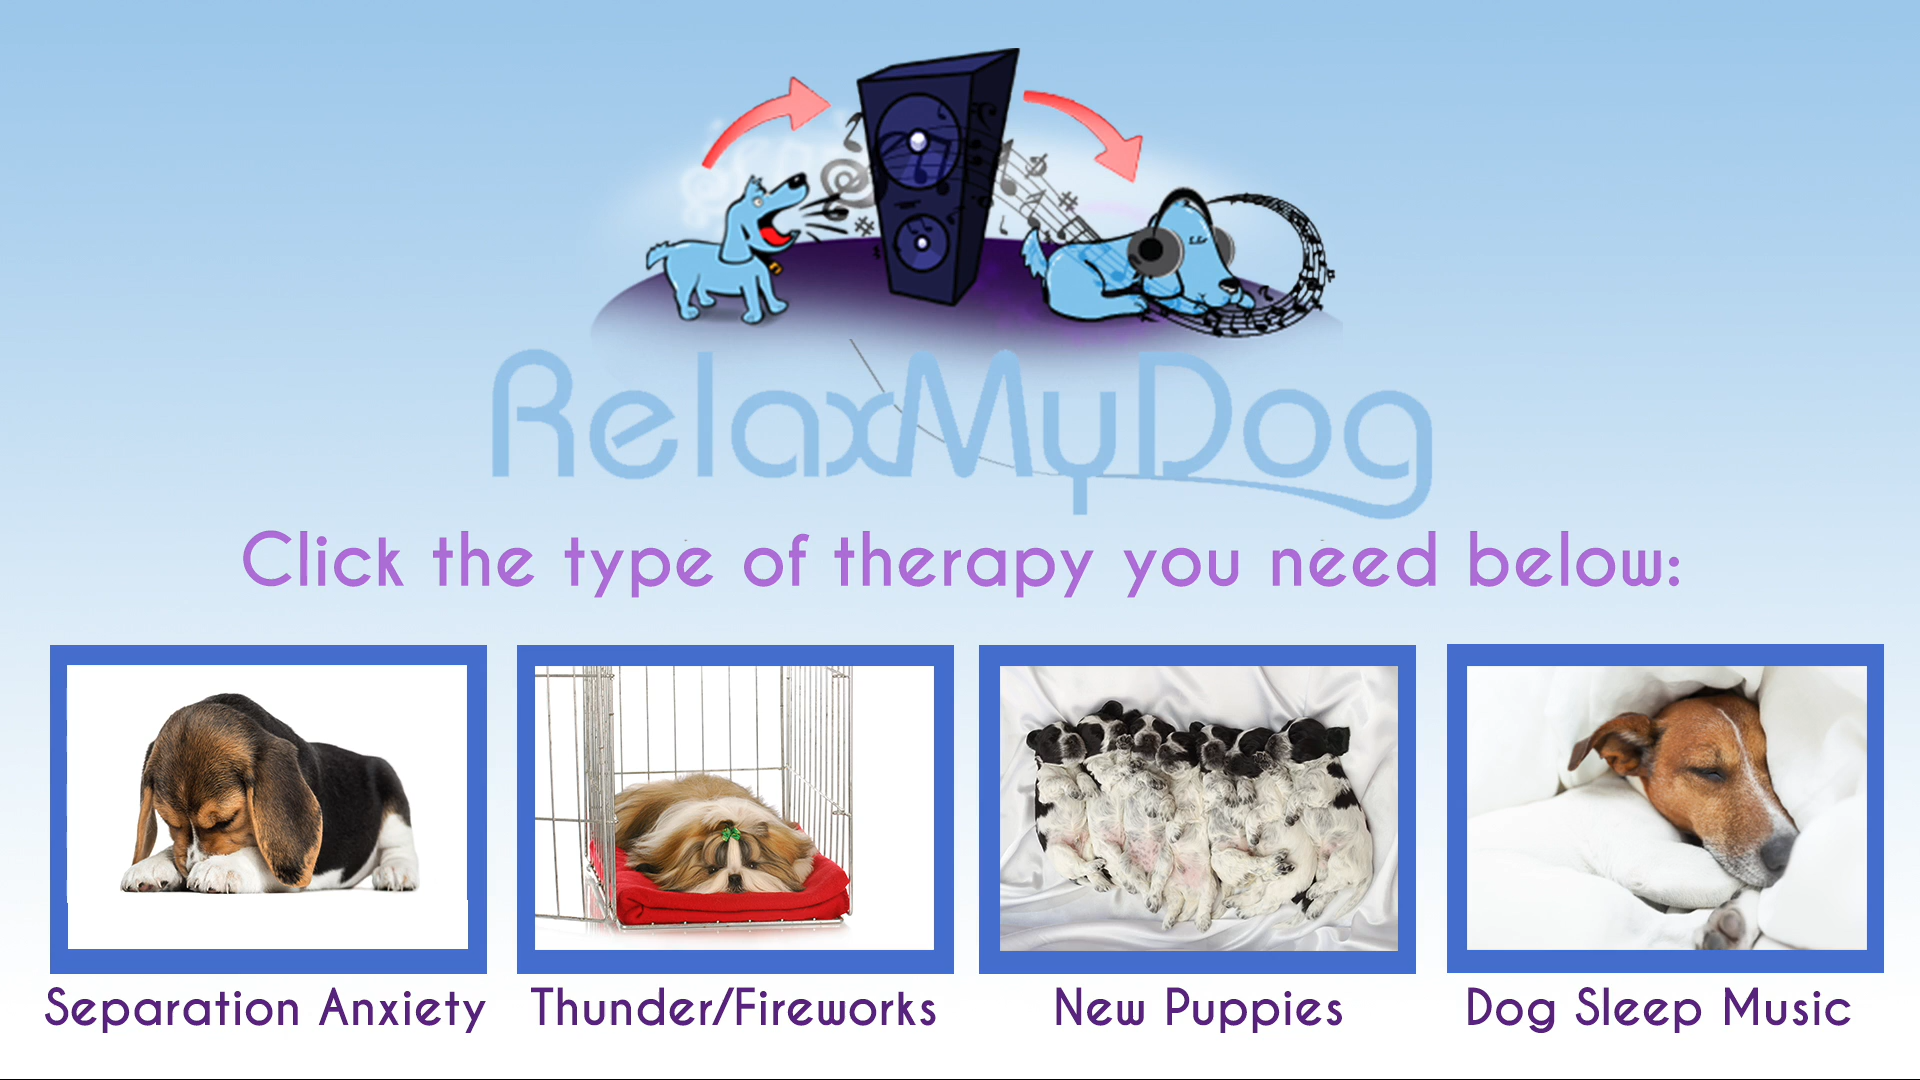 RelaxMyDog
Click the type of therapy you need below:
Separation Anxiety
Thunder/Fireworks
New Puppies
Dog Sleep Music